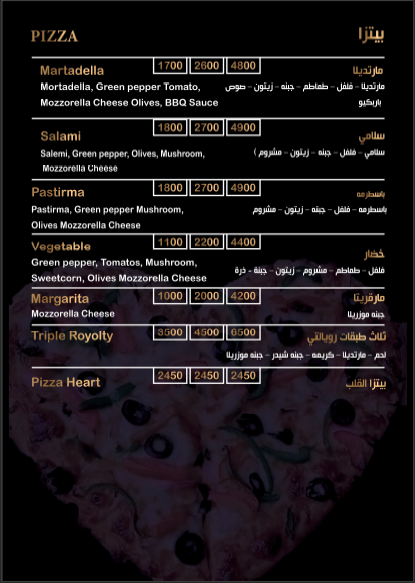 PIZZA
بيتزا
Martadella
1700 2600 4800
مارتديلا
Mortadella, Green pepper Tomato,
Mozzorella Cheese Olives, BBQ Sauce
مارتديلا - فلفل - طماطم - جبنه - زيتون - صوص
باربكيو
Salami
1800 2700 4900
سلامي
Salemi, Green pepper, Olives, Mushroom,
Mozzorella Cheese
سلامي - فلفل - جبنه - زيتون - مشروم )
Pastirma
1800 2700 4900
باسطرمه
Pastirma, Green pepper Mushroom,
Olives Mozzorella Cheese
باسطرمه - فلفل - جبنه - زيتون - مشروم
Vegetable
1100 2200 4400
خضار
Green pepper, Tomatos, Mushroom,
Sweetcorn, Olives Mozzorella Cheese
فلفل - طماطم - مشروم - زيتون - جبنة - ذرة
Margarita
1000 2000 4200
مارقريتا
Mozzorella Cheese
جبنه موزريلا
Triple Royolty
3500 4500 6500
ثلاث طبقات رويالتي
لحم - مارتديلا - كريمه - جبنه شيدر - جبنه موزريلا
Pizza Heart
2450 2450 2450
بيتزا القلب